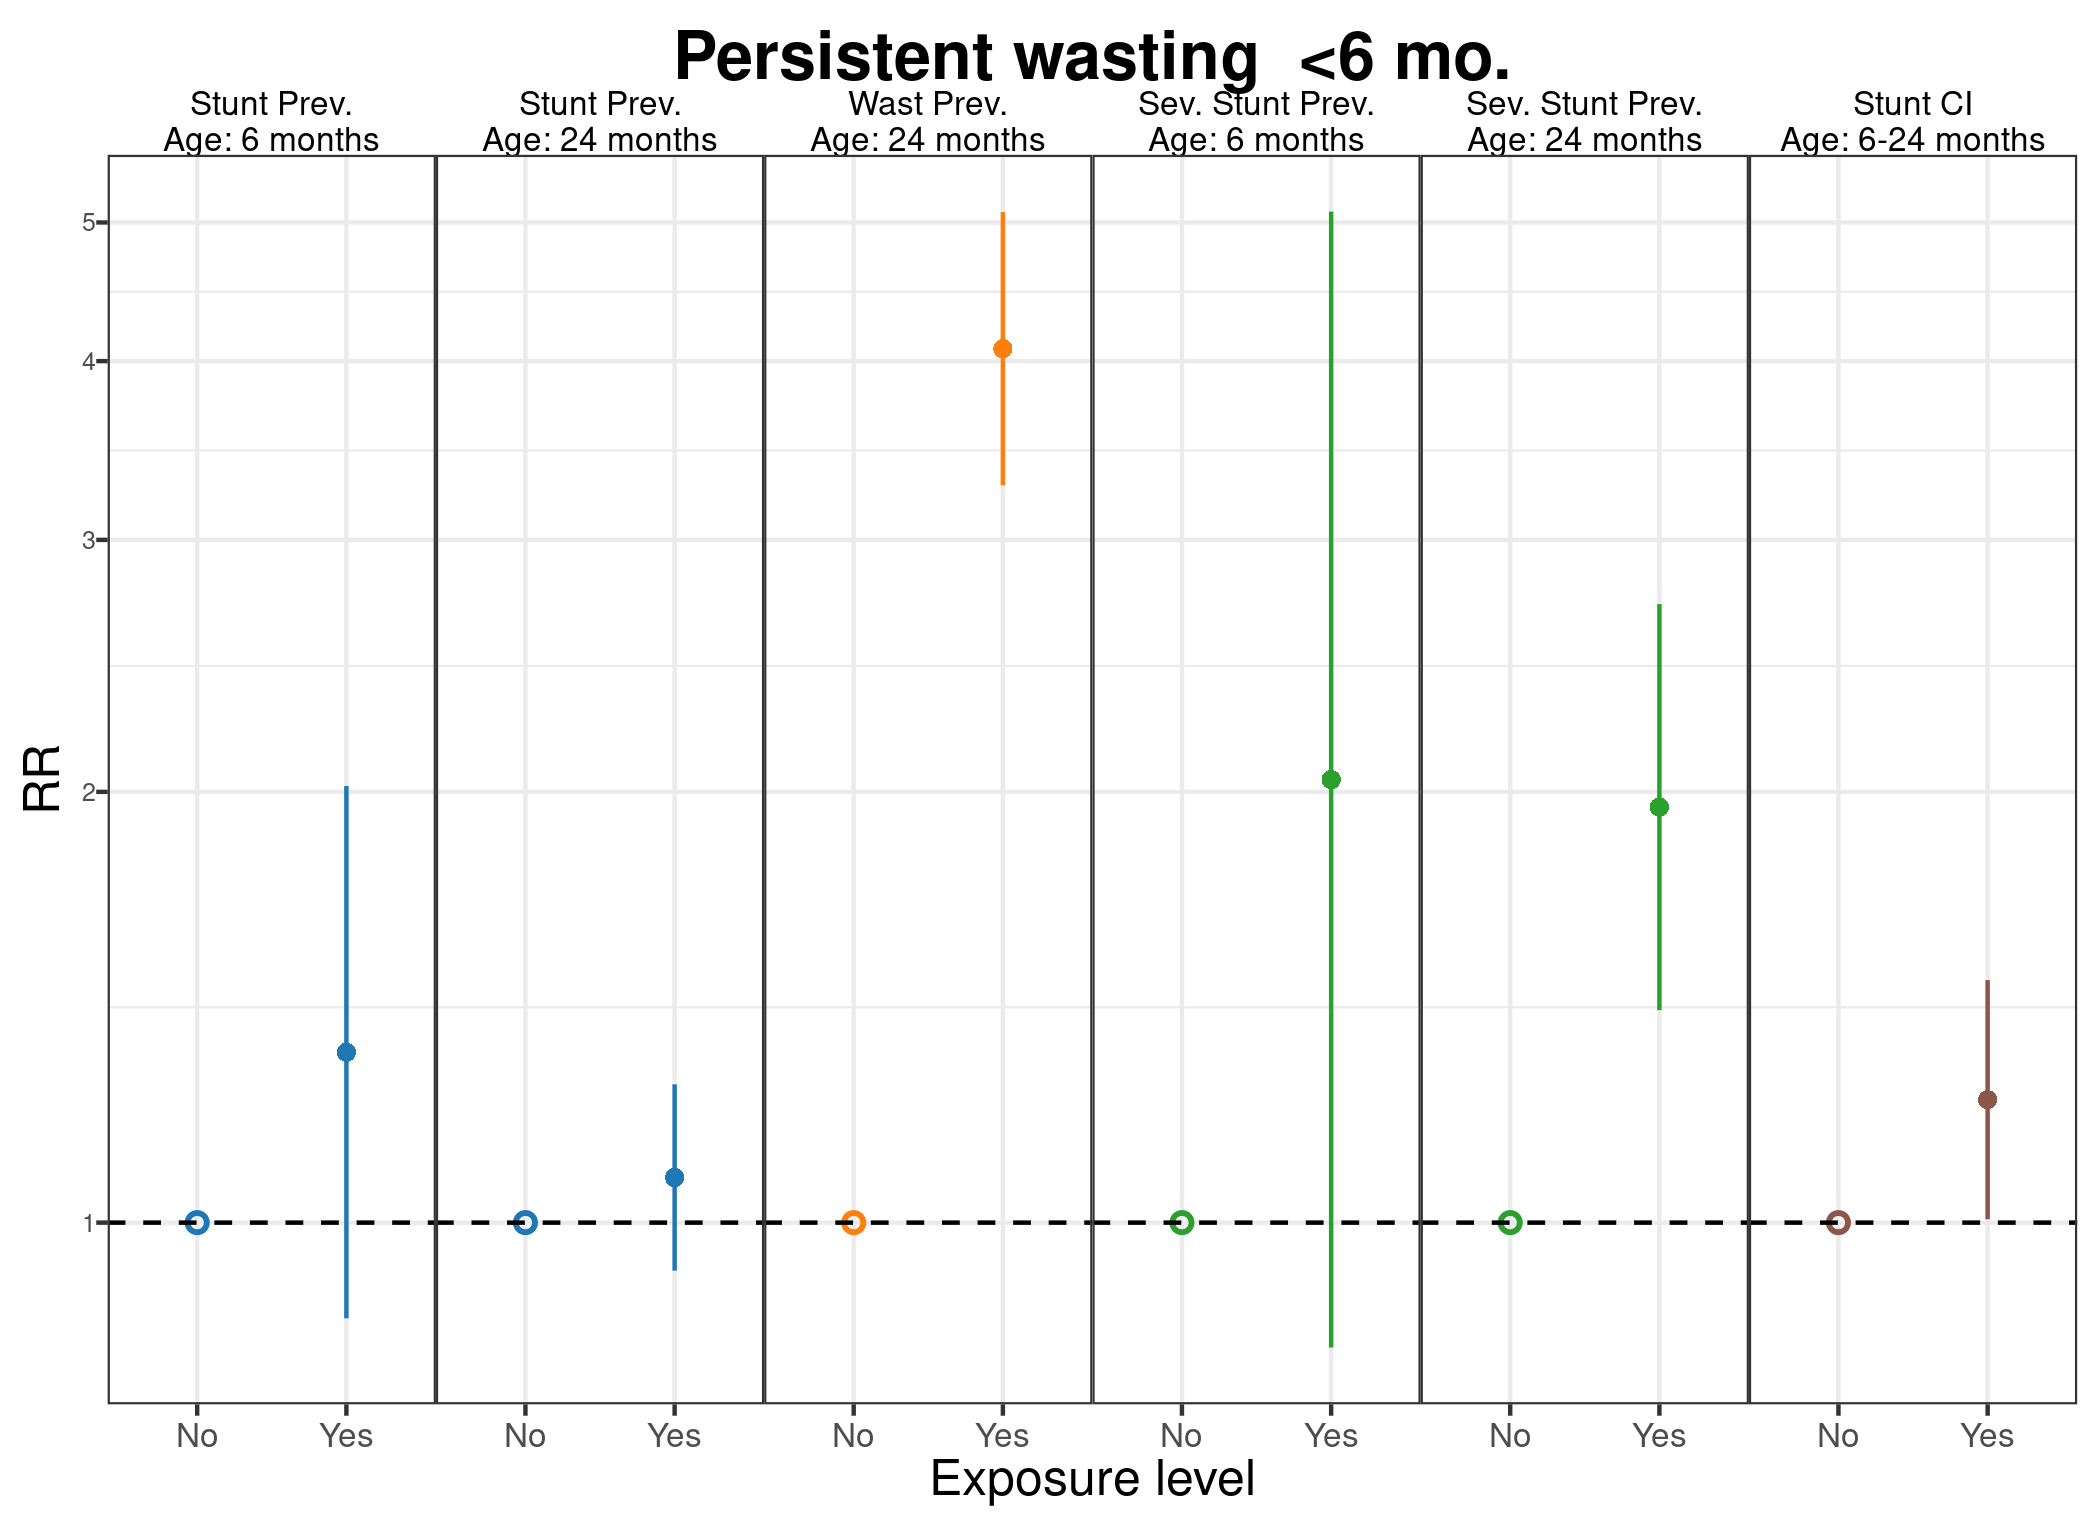 Persistent wasting  <6 mo.
Stunt Prev.
Age: 6 months
Stunt Prev.
Age: 24 months
Wast Prev.
Age: 24 months
Sev. Stunt Prev.
Age: 6 months
Sev. Stunt Prev.
Age: 24 months
Stunt CI
Age: 6-24 months
5
4
3
2
1
RR
No Yes No Yes No Yes No Yes No Yes No Yes
Exposure level